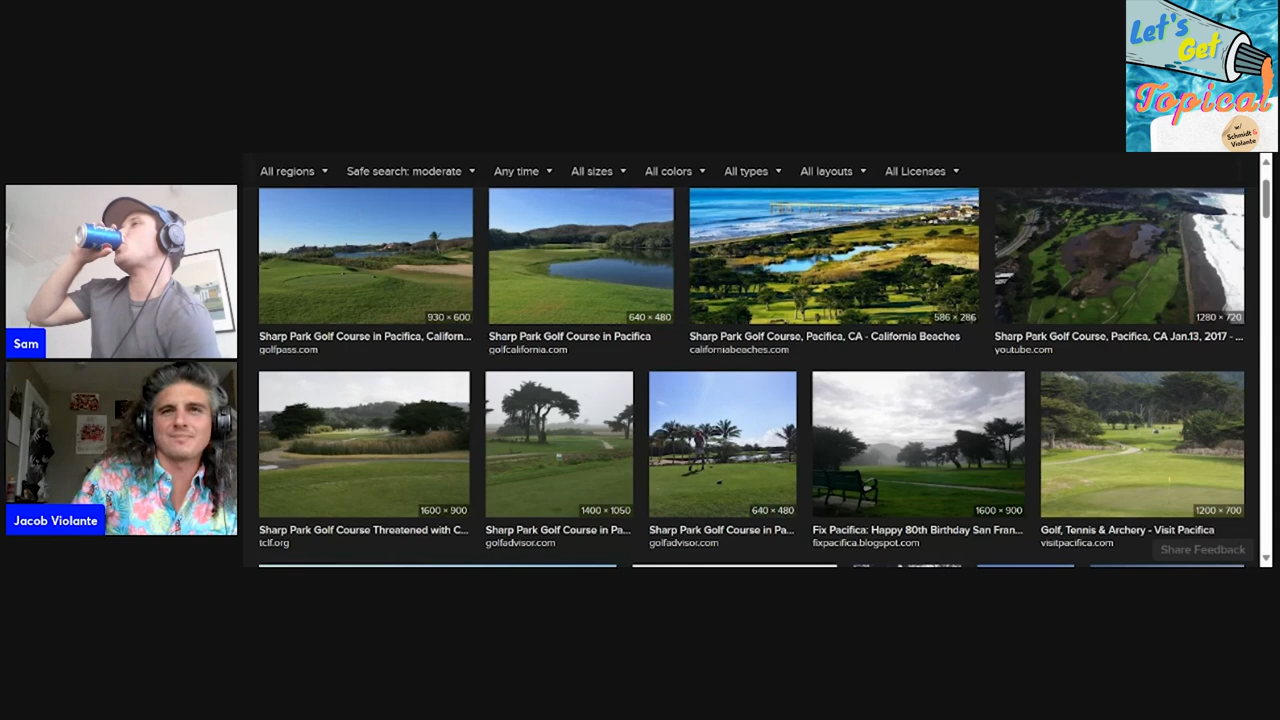 Let's
Get
Topical
w/
Schmidt &
Violante
All regions
Safe search: moderate
Any time
All sizes
All colors
All types
All layouts
All Licenses
930 × 600
640 × 480
586 × 286
1280 × 720
Sharp Park Golf Course in Pacifica, Californ...
Sharp Park Golf Course in Pacifica
Sharp Park Golf Course, Pacifica, CA - California Beaches
Sharp Park Golf Course, Pacifica, CA Jan.13, 2017 - ...
golfpass.com
golfcalifornia.com
californiabeaches.com
youtube.com
Sam
1600 × 900
1400 × 1050
640 × 480
1600 × 900
1200 × 700
Sharp Park Golf Course Threatened with C...
Sharp Park Golf Course in Pa...
Sharp Park Golf Course in Pa...
Fix Pacifica: Happy 80th Birthday San Fran...
Golf, Tennis & Archery - Visit Pacifica
tclf.org
golfadvisor.com
golfadvisor.com
fixpacifica.blogspot.com
visitpacifica.com
Jacob Violante
Share Feedback